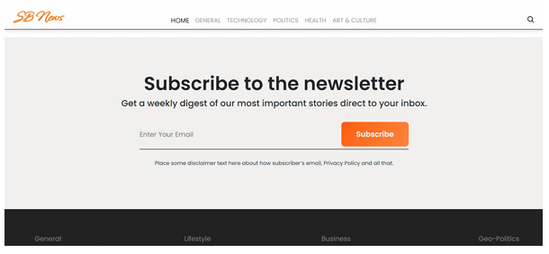 SB News
HOME GENERAL TECHNOLOGY POLITICS HEALTH ART & CULTURE
Subscribe to the newsletter
Get a weekly digest of our most important stories direct to your inbox.
Enter Your Email
Subscribe
Place some disclaimer text here about how subscriber's email, Privacy Policy and all that.
General Lifestyle Business Geo-Politics